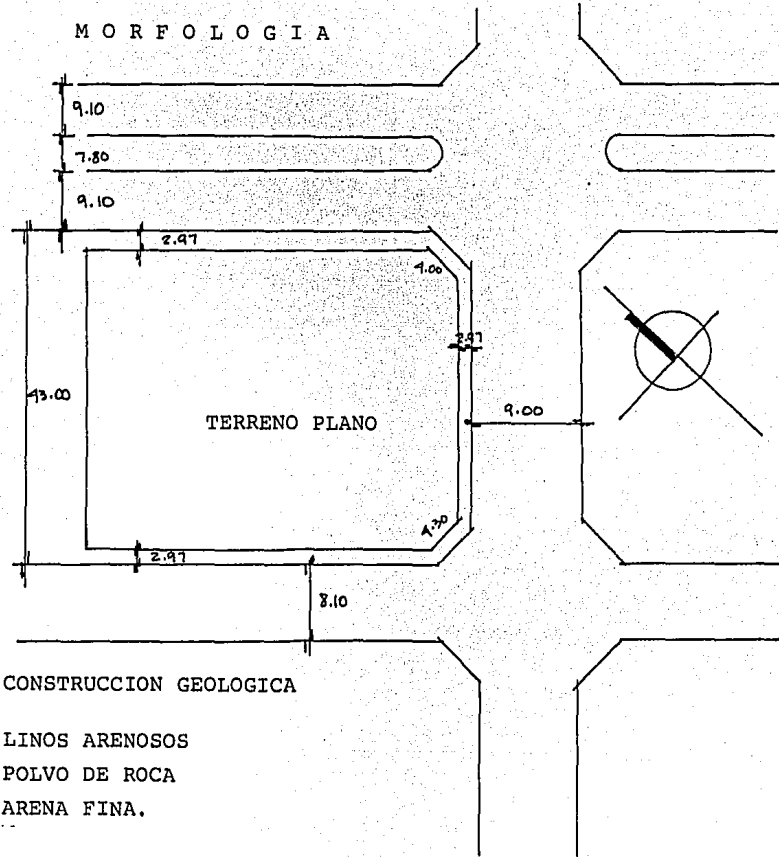 MORFOLOGIA
9.10
7.80
9.10
2.97
4.00
2.97
43.00
TERRENO PLANO
9.00
4.30
2.97
8.10
CONSTRUCCION GEOLOGICA
LINOS ARENOSOS
POLVO DE ROCA
ARENA FINA.